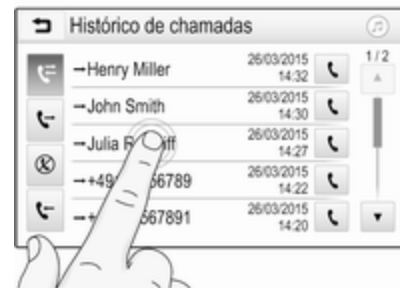 Histórico de chamadas
1/2
→Henry Miller 26/03/2015 14:32
→John Smith 26/03/2015 14:30
→Julia 26/03/2015 14:27
26/03/2015 14:22
26/03/2015 14:20